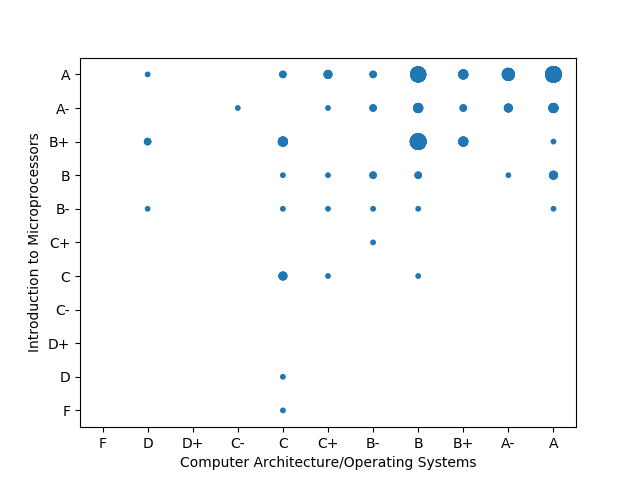 A
A-
B+
B
B-
C+
C
C-
D+
D
F
Introduction to Microprocessors
F D D+ C- C C+ B- B B+ A- A
Computer Architecture/Operating Systems